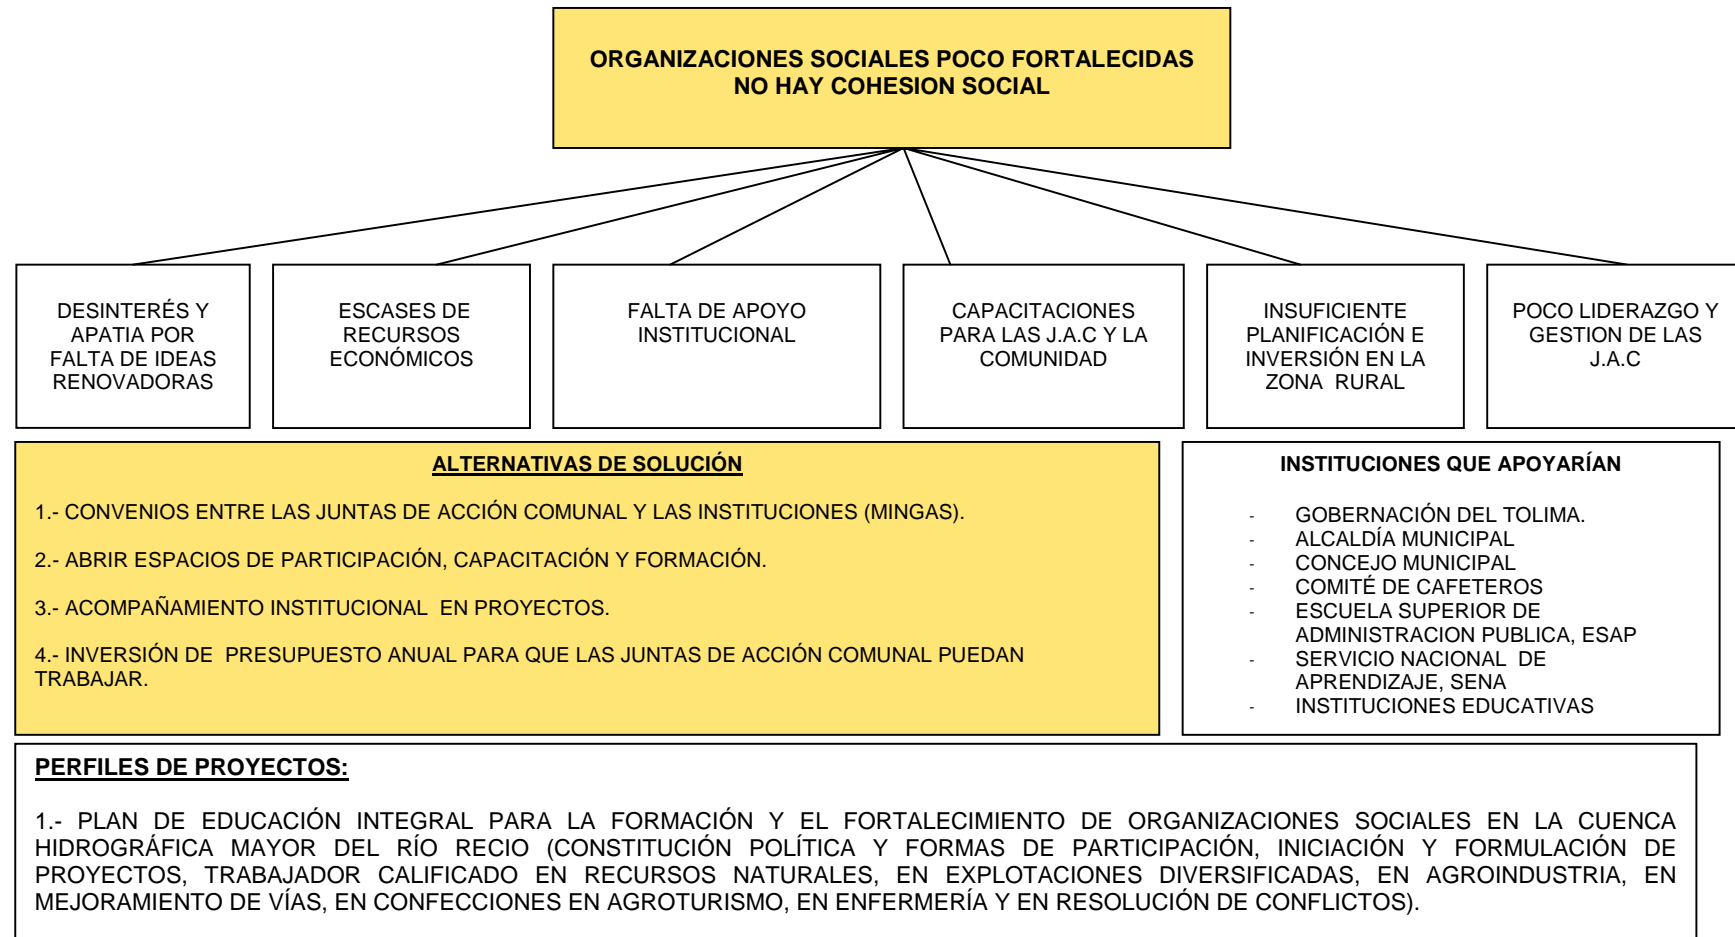 ORGANIZACIONES SOCIALES POCO FORTALECIDAS
NO HAY COHESION SOCIAL
DESINTERÉS Y
APATIA POR
FALTA DE IDEAS
RENOVADORAS
ESCASES DE
RECURSOS
ECONÓMICOS
FALTA DE APOYO
INSTITUCIONAL
CAPACITACIONES
PARA LAS J.A.C Y LA
COMUNIDAD
INSUFICIENTE
PLANIFICACIÓN E
INVERSIÓN EN LA
ZONA RURAL
POCO LIDERAZGO Y
GESTION DE LAS
J.A.C
ALTERNATIVAS DE SOLUCIÓN
1.- CONVENIOS ENTRE LAS JUNTAS DE ACCIÓN COMUNAL Y LAS INSTITUCIONES (MINGAS).
2.- ABRIR ESPACIOS DE PARTICIPACIÓN, CAPACITACIÓN Y FORMACIÓN.
3.- ACOMPAÑAMIENTO INSTITUCIONAL EN PROYECTOS.
4.- INVERSIÓN DE PRESUPUESTO ANUAL PARA QUE LAS JUNTAS DE ACCIÓN COMUNAL PUEDAN
TRABAJAR.
INSTITUCIONES QUE APOYARÍAN
- GOBERNACIÓN DEL TOLIMA.
- ALCALDÍA MUNICIPAL
- CONCEJO MUNICIPAL
- COMITÉ DE CAFETEROS
- ESCUELA SUPERIOR DE
ADMINISTRACION PUBLICA, ESAP
- SERVICIO NACIONAL DE
APRENDIZAJE, SENA
- INSTITUCIONES EDUCATIVAS
PERFILES DE PROYECTOS:
1.- PLAN DE EDUCACIÓN INTEGRAL PARA LA FORMACIÓN Y EL FORTALECIMIENTO DE ORGANIZACIONES SOCIALES EN LA CUENCA
HIDROGRÁFICA MAYOR DEL RÍO RECIO (CONSTITUCIÓN POLÍTICA Y FORMAS DE PARTICIPACIÓN, INICIACIÓN Y FORMULACIÓN DE
PROYECTOS, TRABAJADOR CALIFICADO EN RECURSOS NATURALES, EN EXPLOTACIONES DIVERSIFICADAS, EN AGROINDUSTRIA, EN
MEJORAMIENTO DE VÍAS, EN CONFECCIONES EN AGROTURISMO, EN ENFERMERÍA Y EN RESOLUCIÓN DE CONFLICTOS).